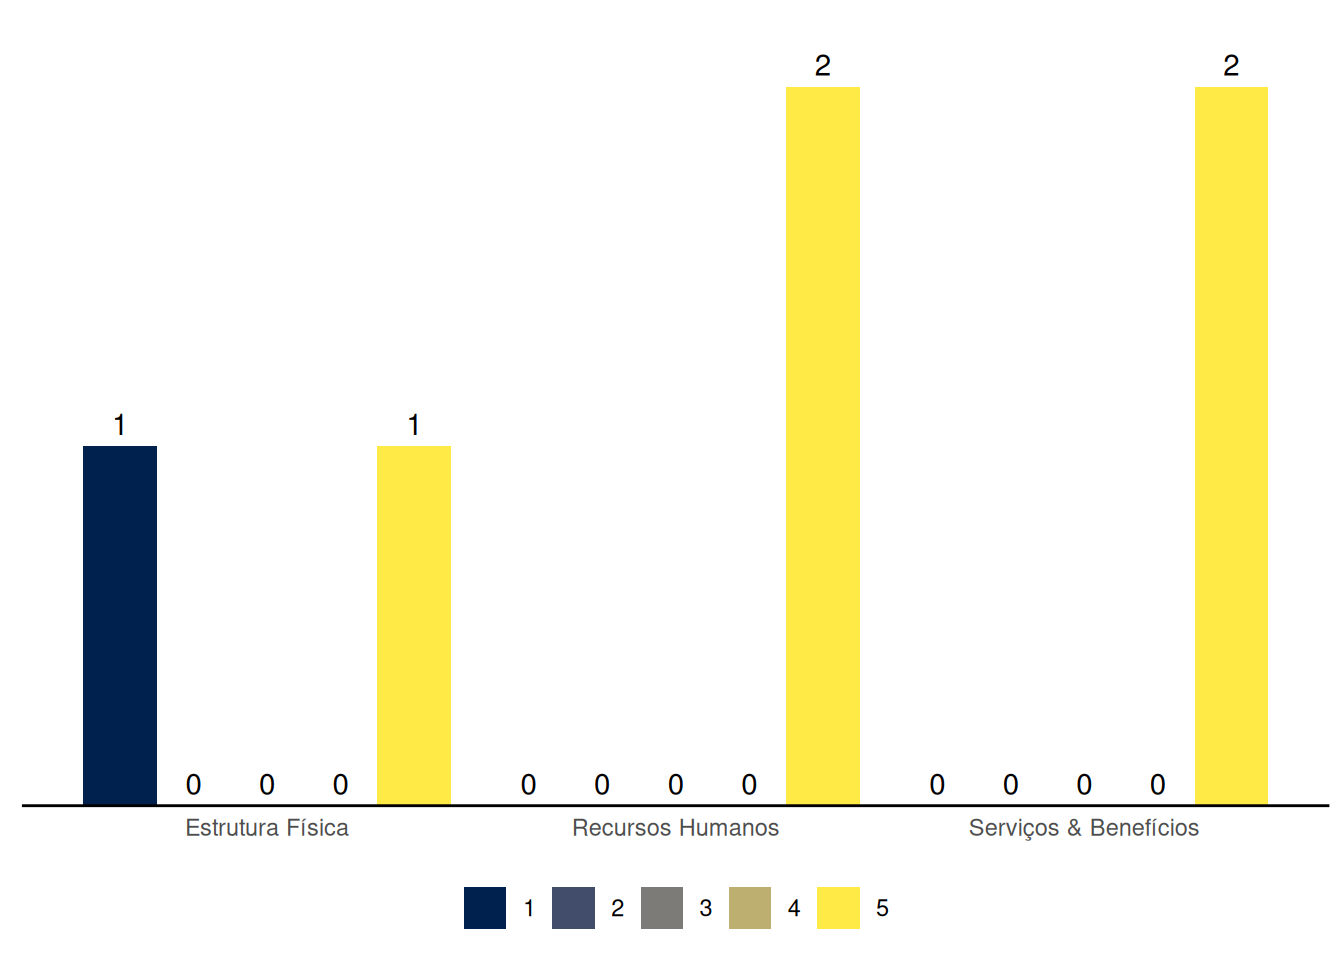 2 2
1 1
0 0 0 0 0 0 0 0 0 0 0
Estrutura Física Recursos Humanos Serviços & Benefícios
1 2 3 4 5